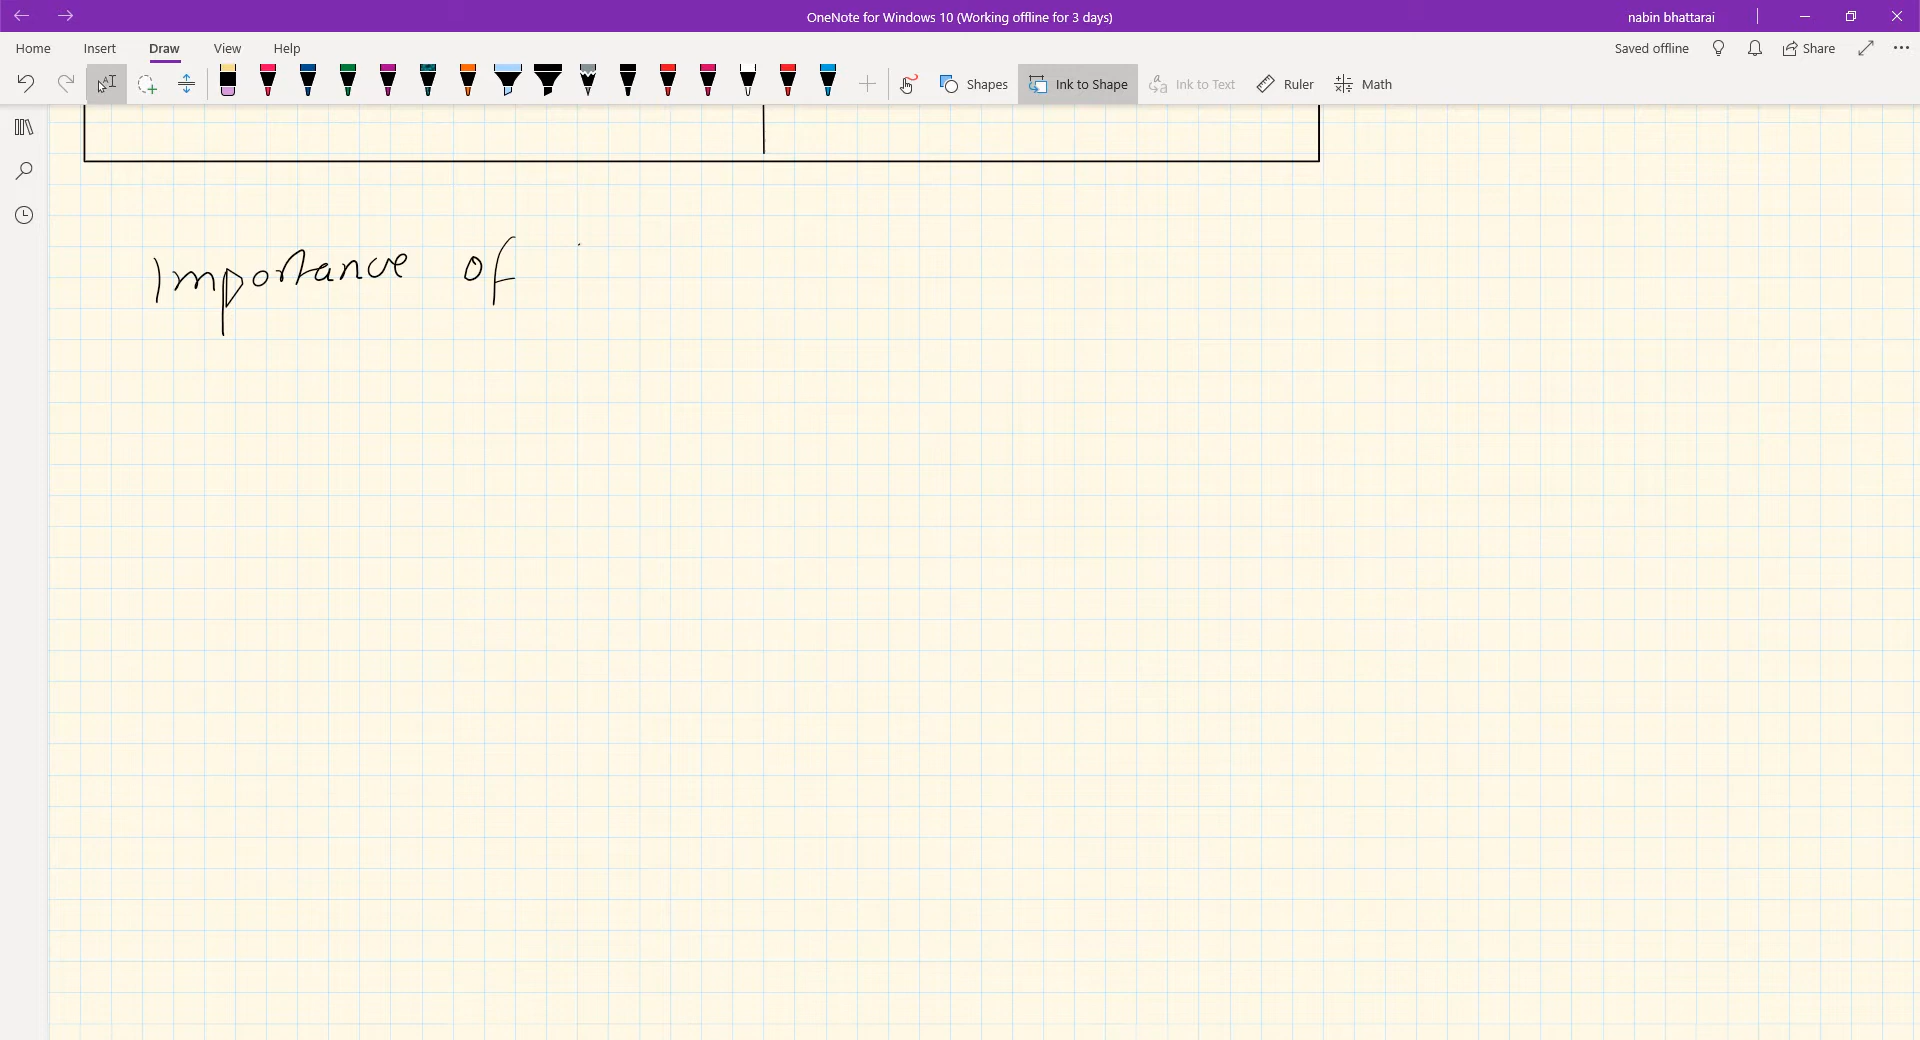 OneNote for Windows 10 (Working offline for 3 days)
nabin bhattarai
Home Insert Draw View Help
Saved offline
Share
Shapes
Ink to Shape
Ink to Text
Ruler
Math
Importance of